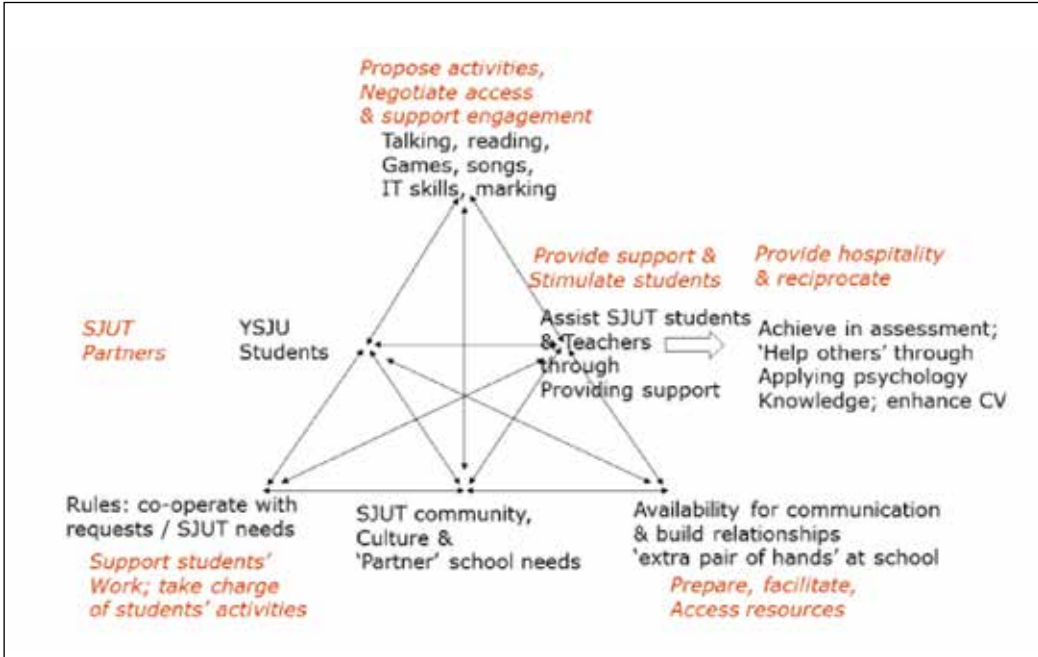 Propose activities,
Negotiate access
& support engagement
Talking, reading,
Games, songs,
IT skills, marking
Provide support &
Stimulate students
Provide hospitality
& reciprocate
SJUT
Partners
YSJU
Students
Assist SJUT students
& Teachers
through
Providing support
Achieve in assessment;
‘Help others’ through
Applying psychology
Knowledge; enhance CV
Rules: co-operate with
requests / SJUT needs
Support students’
Work; take charge
of students’ activities
SJUT community,
Culture &
‘Partner’ school needs
Availability for communication
& build relationships
‘extra pair of hands’ at school
Prepare, facilitate,
Access resources